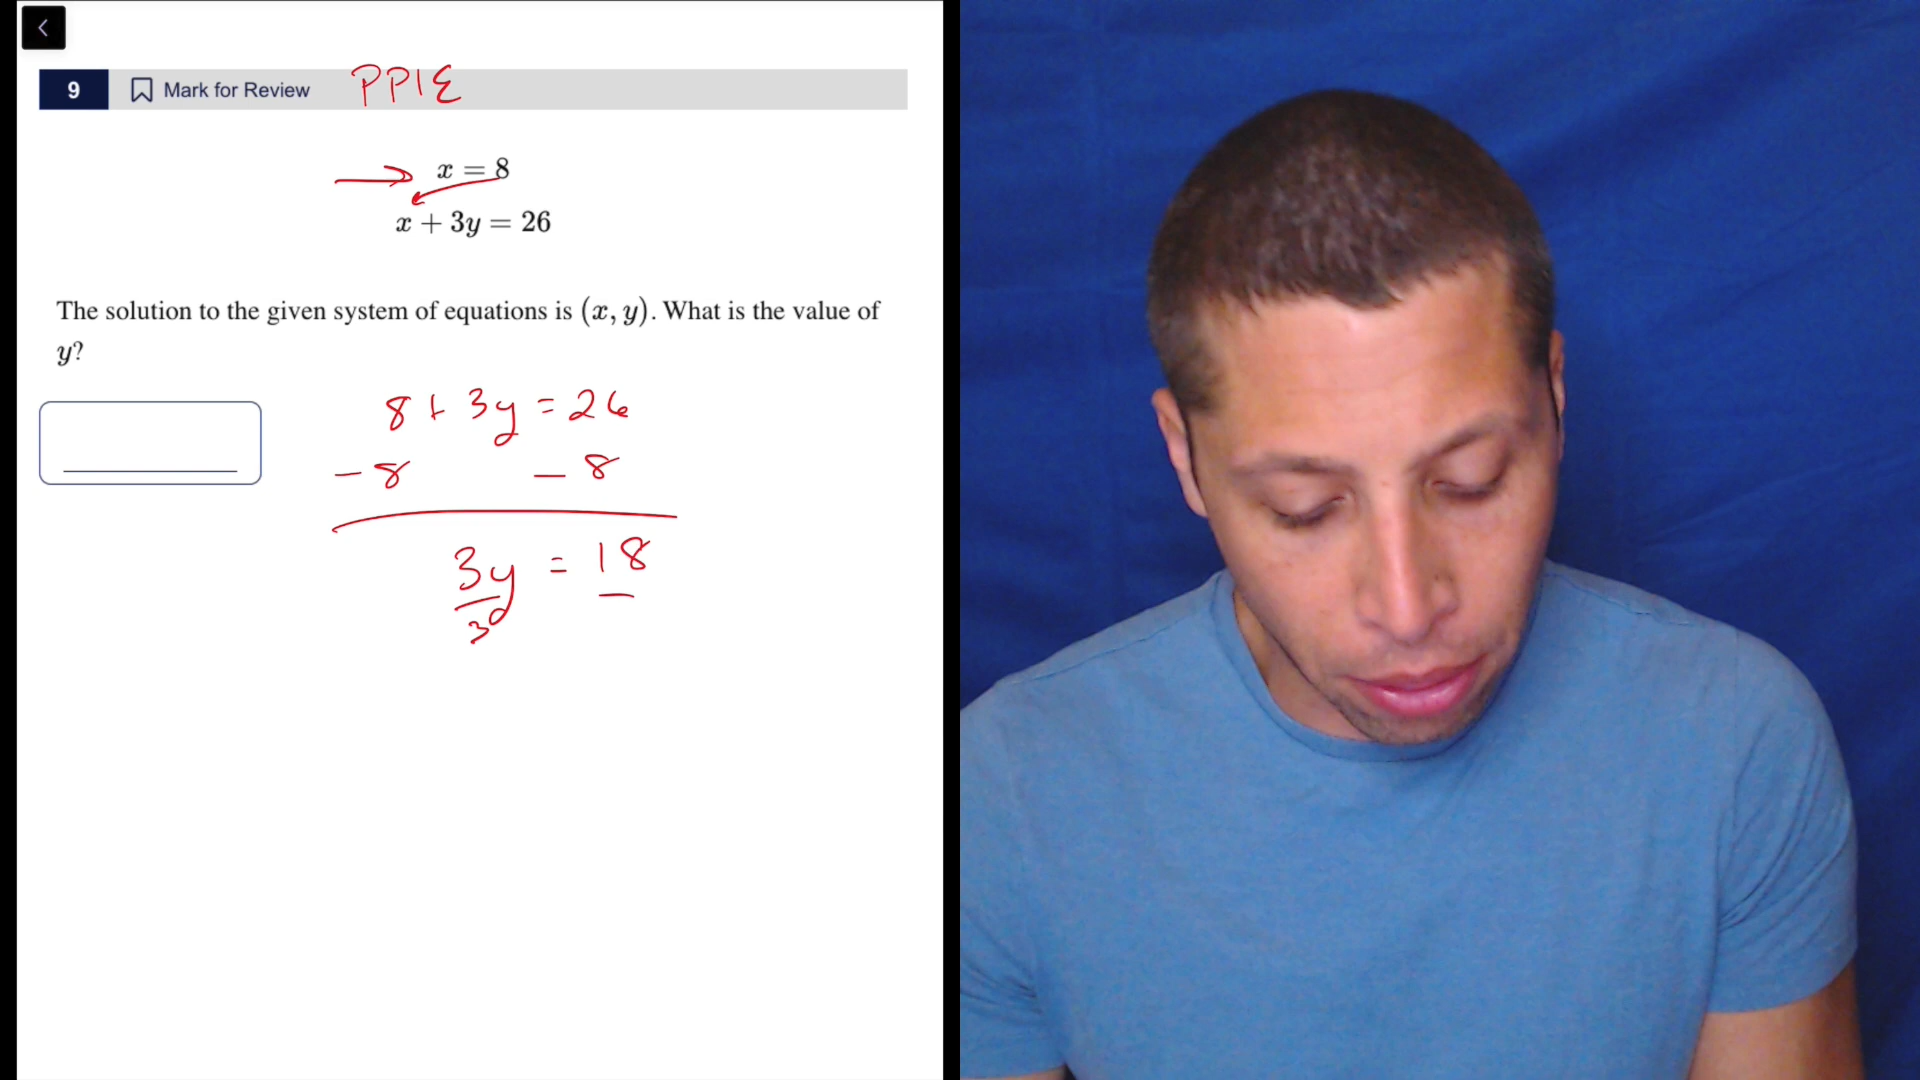 9 Mark for Review PPIE
x = 8
x + 3y = 26
The solution to the given system of equations is (x, y). What is the value of
y?
8 + 3y = 26
- 8 - 8
3y = 18
3